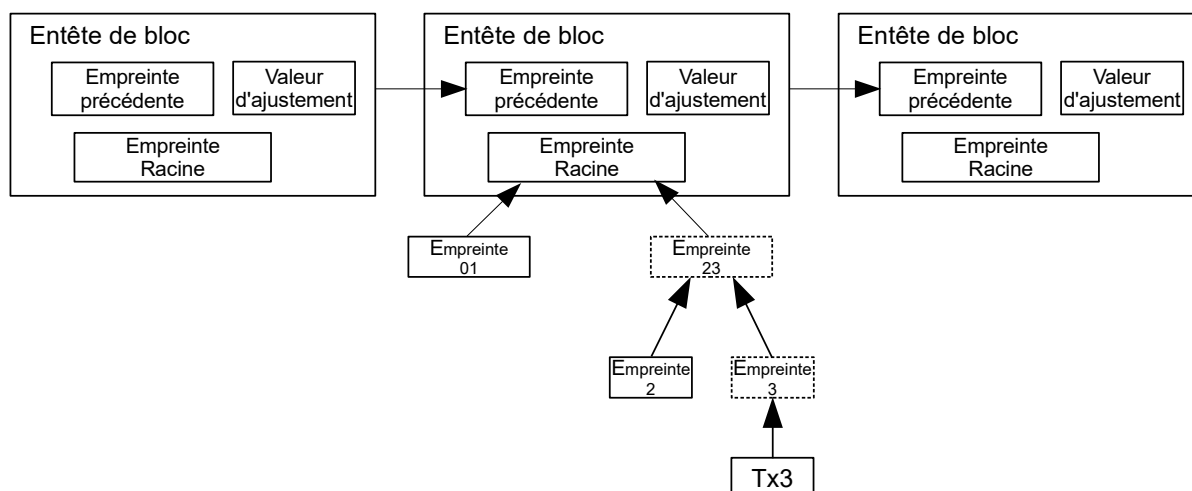 Entête de bloc
Empreinte
précédente
Valeur
d'ajustement
Empreinte
Racine
Entête de bloc
Empreinte
précédente
Valeur
d'ajustement
Empreinte
Racine
Entête de bloc
Empreinte
précédente
Valeur
d'ajustement
Empreinte
Racine
Empreinte
01
Empreinte
23
Empreinte
2
Empreinte
3
Tx3